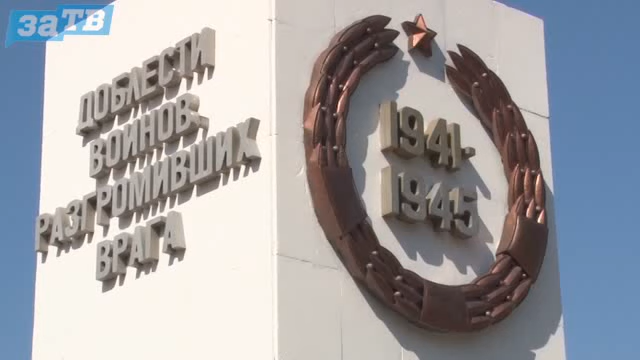 заТВ
ДОБЛЕСТИ
ВОИНОВ,
РАЗГРОМИВШИХ
ВРАГА
1941-
1945